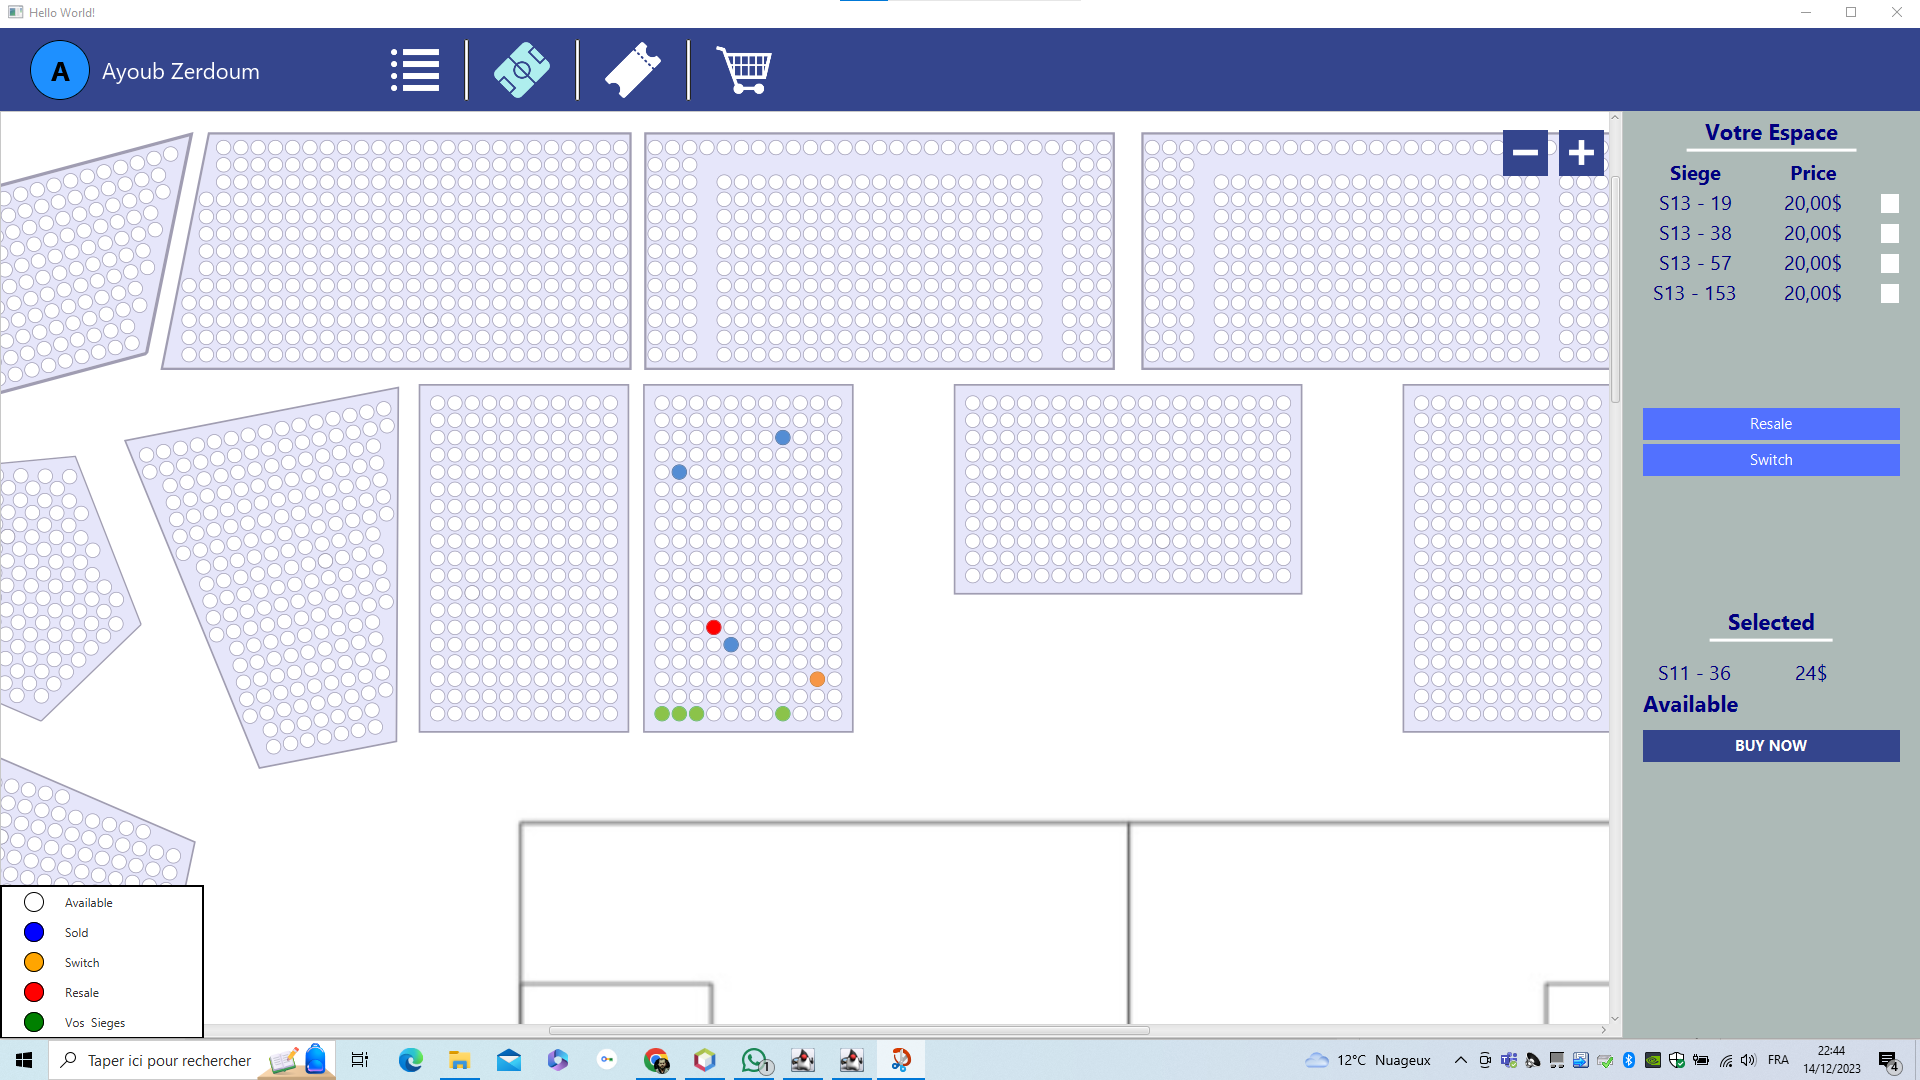 Hello World!
A Ayoub Zerdoum
Votre Espace
Siege Price
S13 - 19 20,00$
S13 - 38 20,00$
S13 - 57 20,00$
S13 - 153 20,00$
Resale
Switch
Selected
S11 - 36 24$
Available
BUY NOW
Available
Sold
Switch
Resale
Vos Sieges
Taper ici pour rechercher
1
12°C Nuageux
FRA
22:44
14/12/2023
4